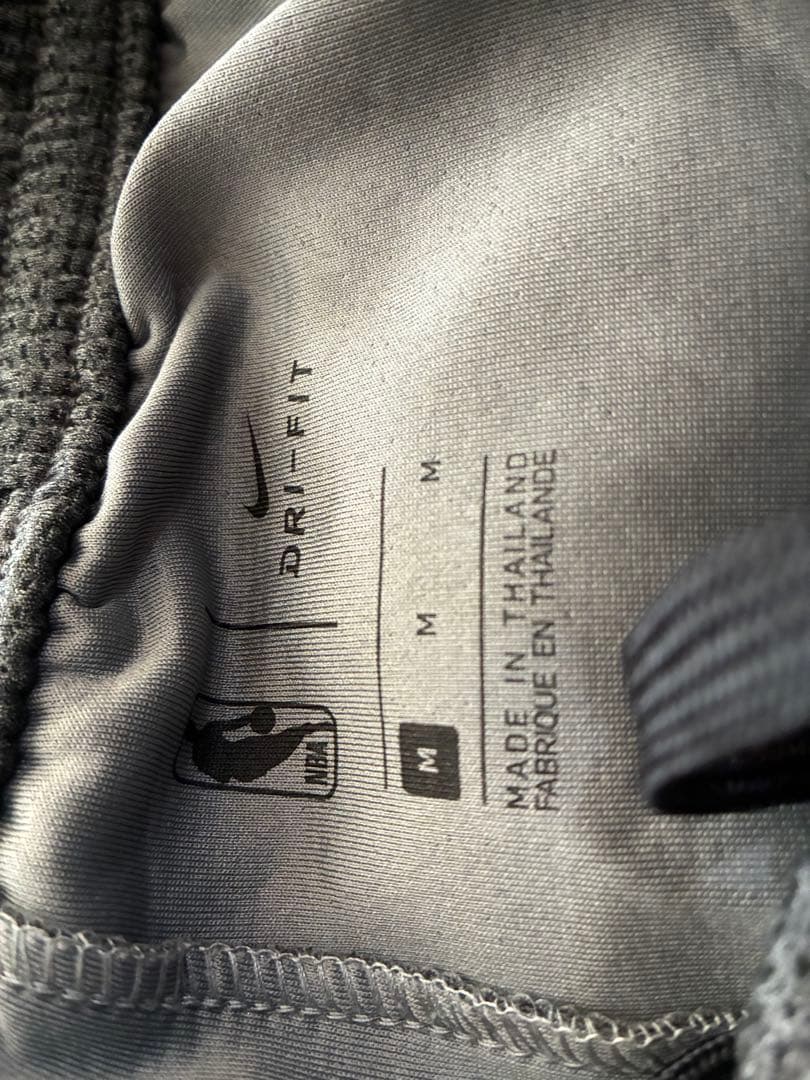 NBA
DRI-FIT
M M M
MADE IN THAILAND
FABRIQUE EN THAILANDE